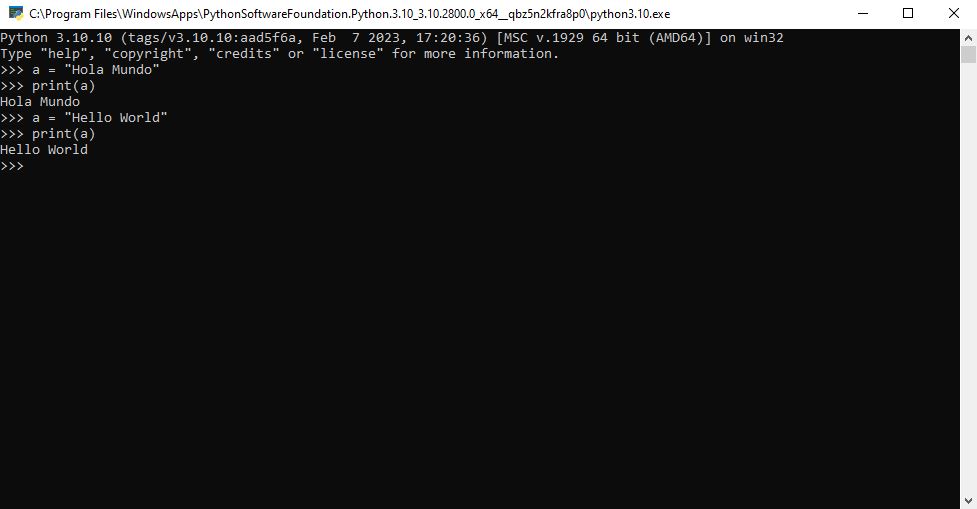 C:\Program Files\WindowsApps\PythonSoftwareFoundation.Python.3.10_3.10.2800.0_x64__qbz5n2kfra8p0\python3.10.exe
Python 3.10.10 (tags/v3.10.10:aad5f6a, Feb  7 2023, 17:20:36) [MSC v.1929 64 bit (AMD64)] on win32
Type "help", "copyright", "credits" or "license" for more information.
>>> a = "Hola Mundo"
>>> print(a)
Hola Mundo
>>> a = "Hello World"
>>> print(a)
Hello World
>>>